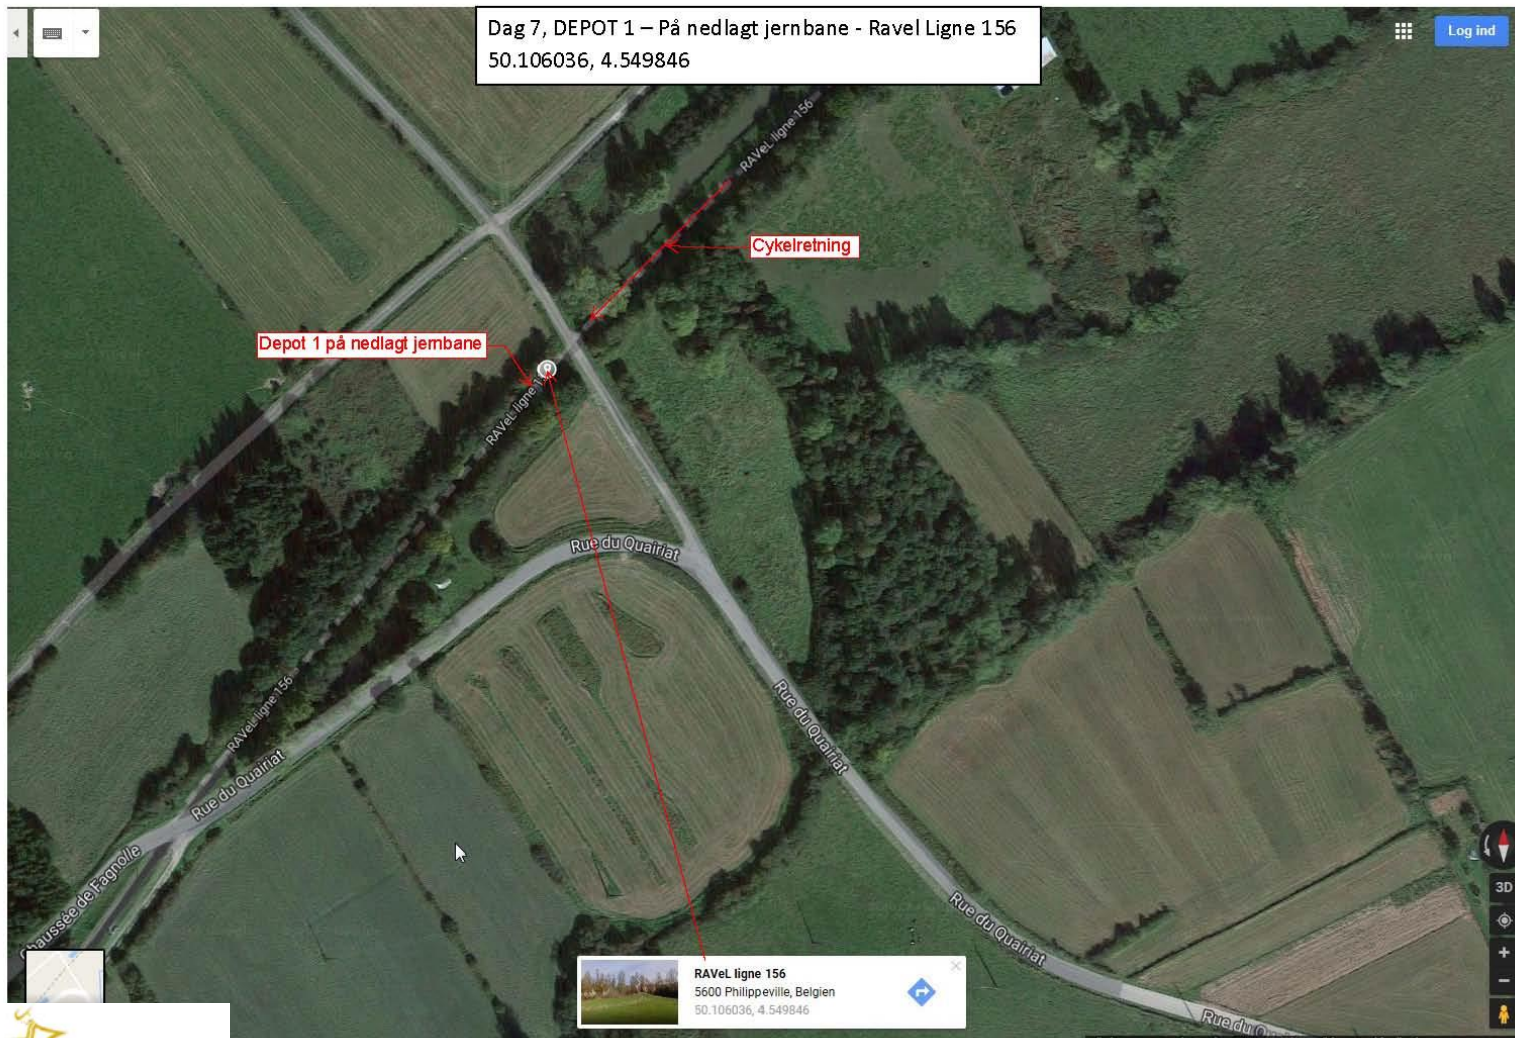 Dag 7, DEPOT 1 – På nedlagt jernbane - Ravel Ligne 156
50.106036, 4.549846
Log ind
RAVeL ligne 156
Cykelretning
Depot 1 på nedlagt jernbane
RAVeL ligne 1
Rue du Quairiat
RAVeL ligne 156
Rue du Quairiat
Rue du Quairiat
Chaussée de Fagnolle
3D
Rue du Quairiat
RAVeL ligne 156
5600 Philippeville, Belgien
50.106036, 4.549846
Rue du Qu